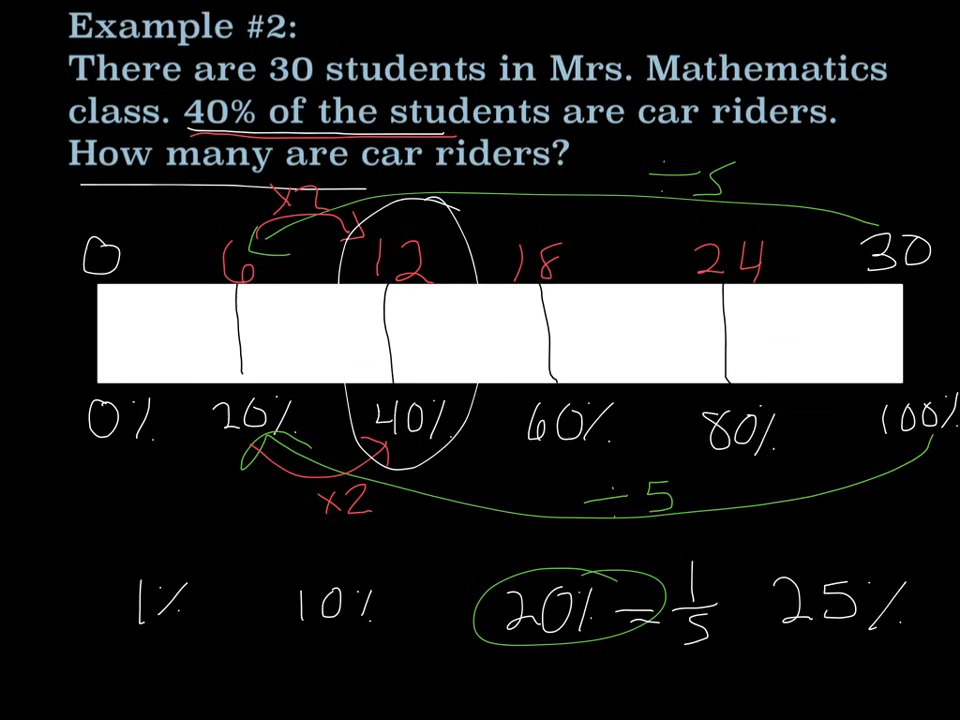 Example #2:
There are 30 students in Mrs. Mathematics
class. 40% of the students are car riders.
How many are car riders?
÷5
x2
0 6 12 18 24 30
0% 20% 40% 60% 80% 100%
x2 ÷5
1% 10% 20% = 1/5 25%